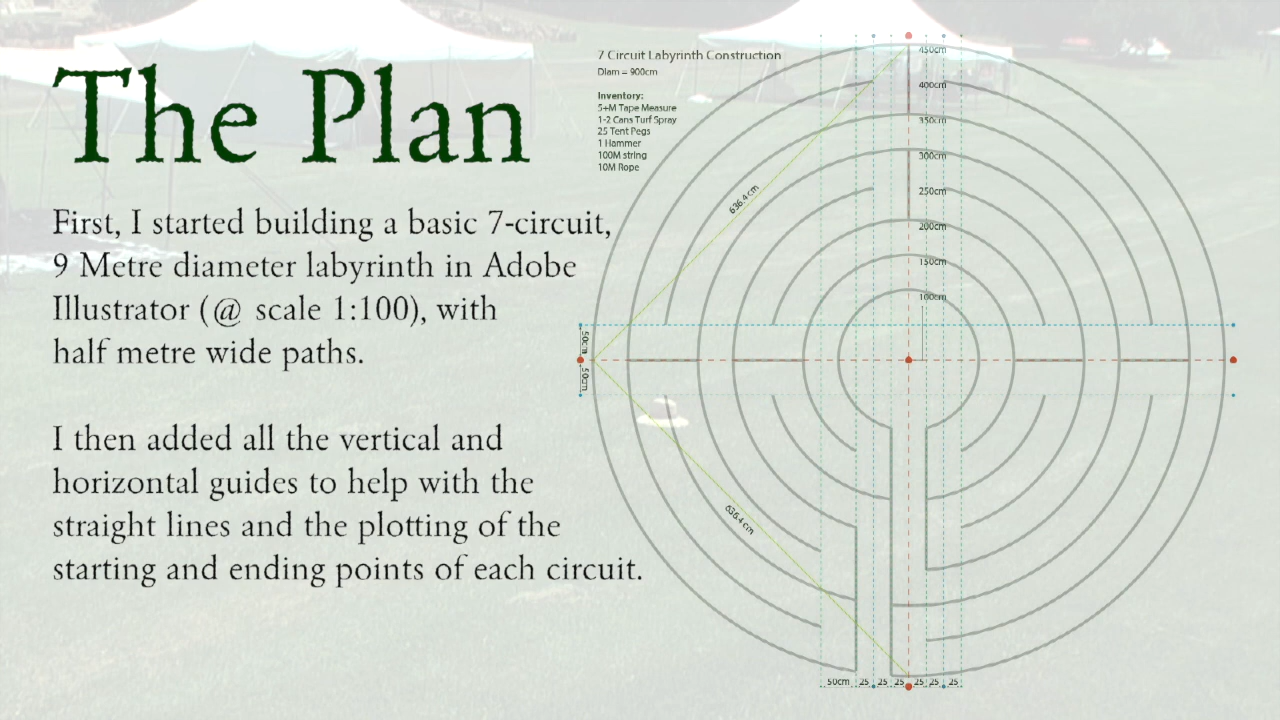 The Plan
First, I started building a basic 7-circuit,
9 Metre diameter labyrinth in Adobe
Illustrator (@ scale 1:100), with
half metre wide paths.
I then added all the vertical and
horizontal guides to help with the
straight lines and the plotting of the
starting and ending points of each circuit.
7 Circuit Labyrinth Construction
Diam = 900cm
Inventory:
5+M Tape Measure
1-2 Cans Turf Spray
25 Tent Pegs
1 Hammer
100M string
10M Rope
450cm
400cm
350cm
300cm
250cm
200cm
150cm
100cm
636.4 cm
50cm
50cm
636.4 cm
50cm 25 25 25 25 25 25